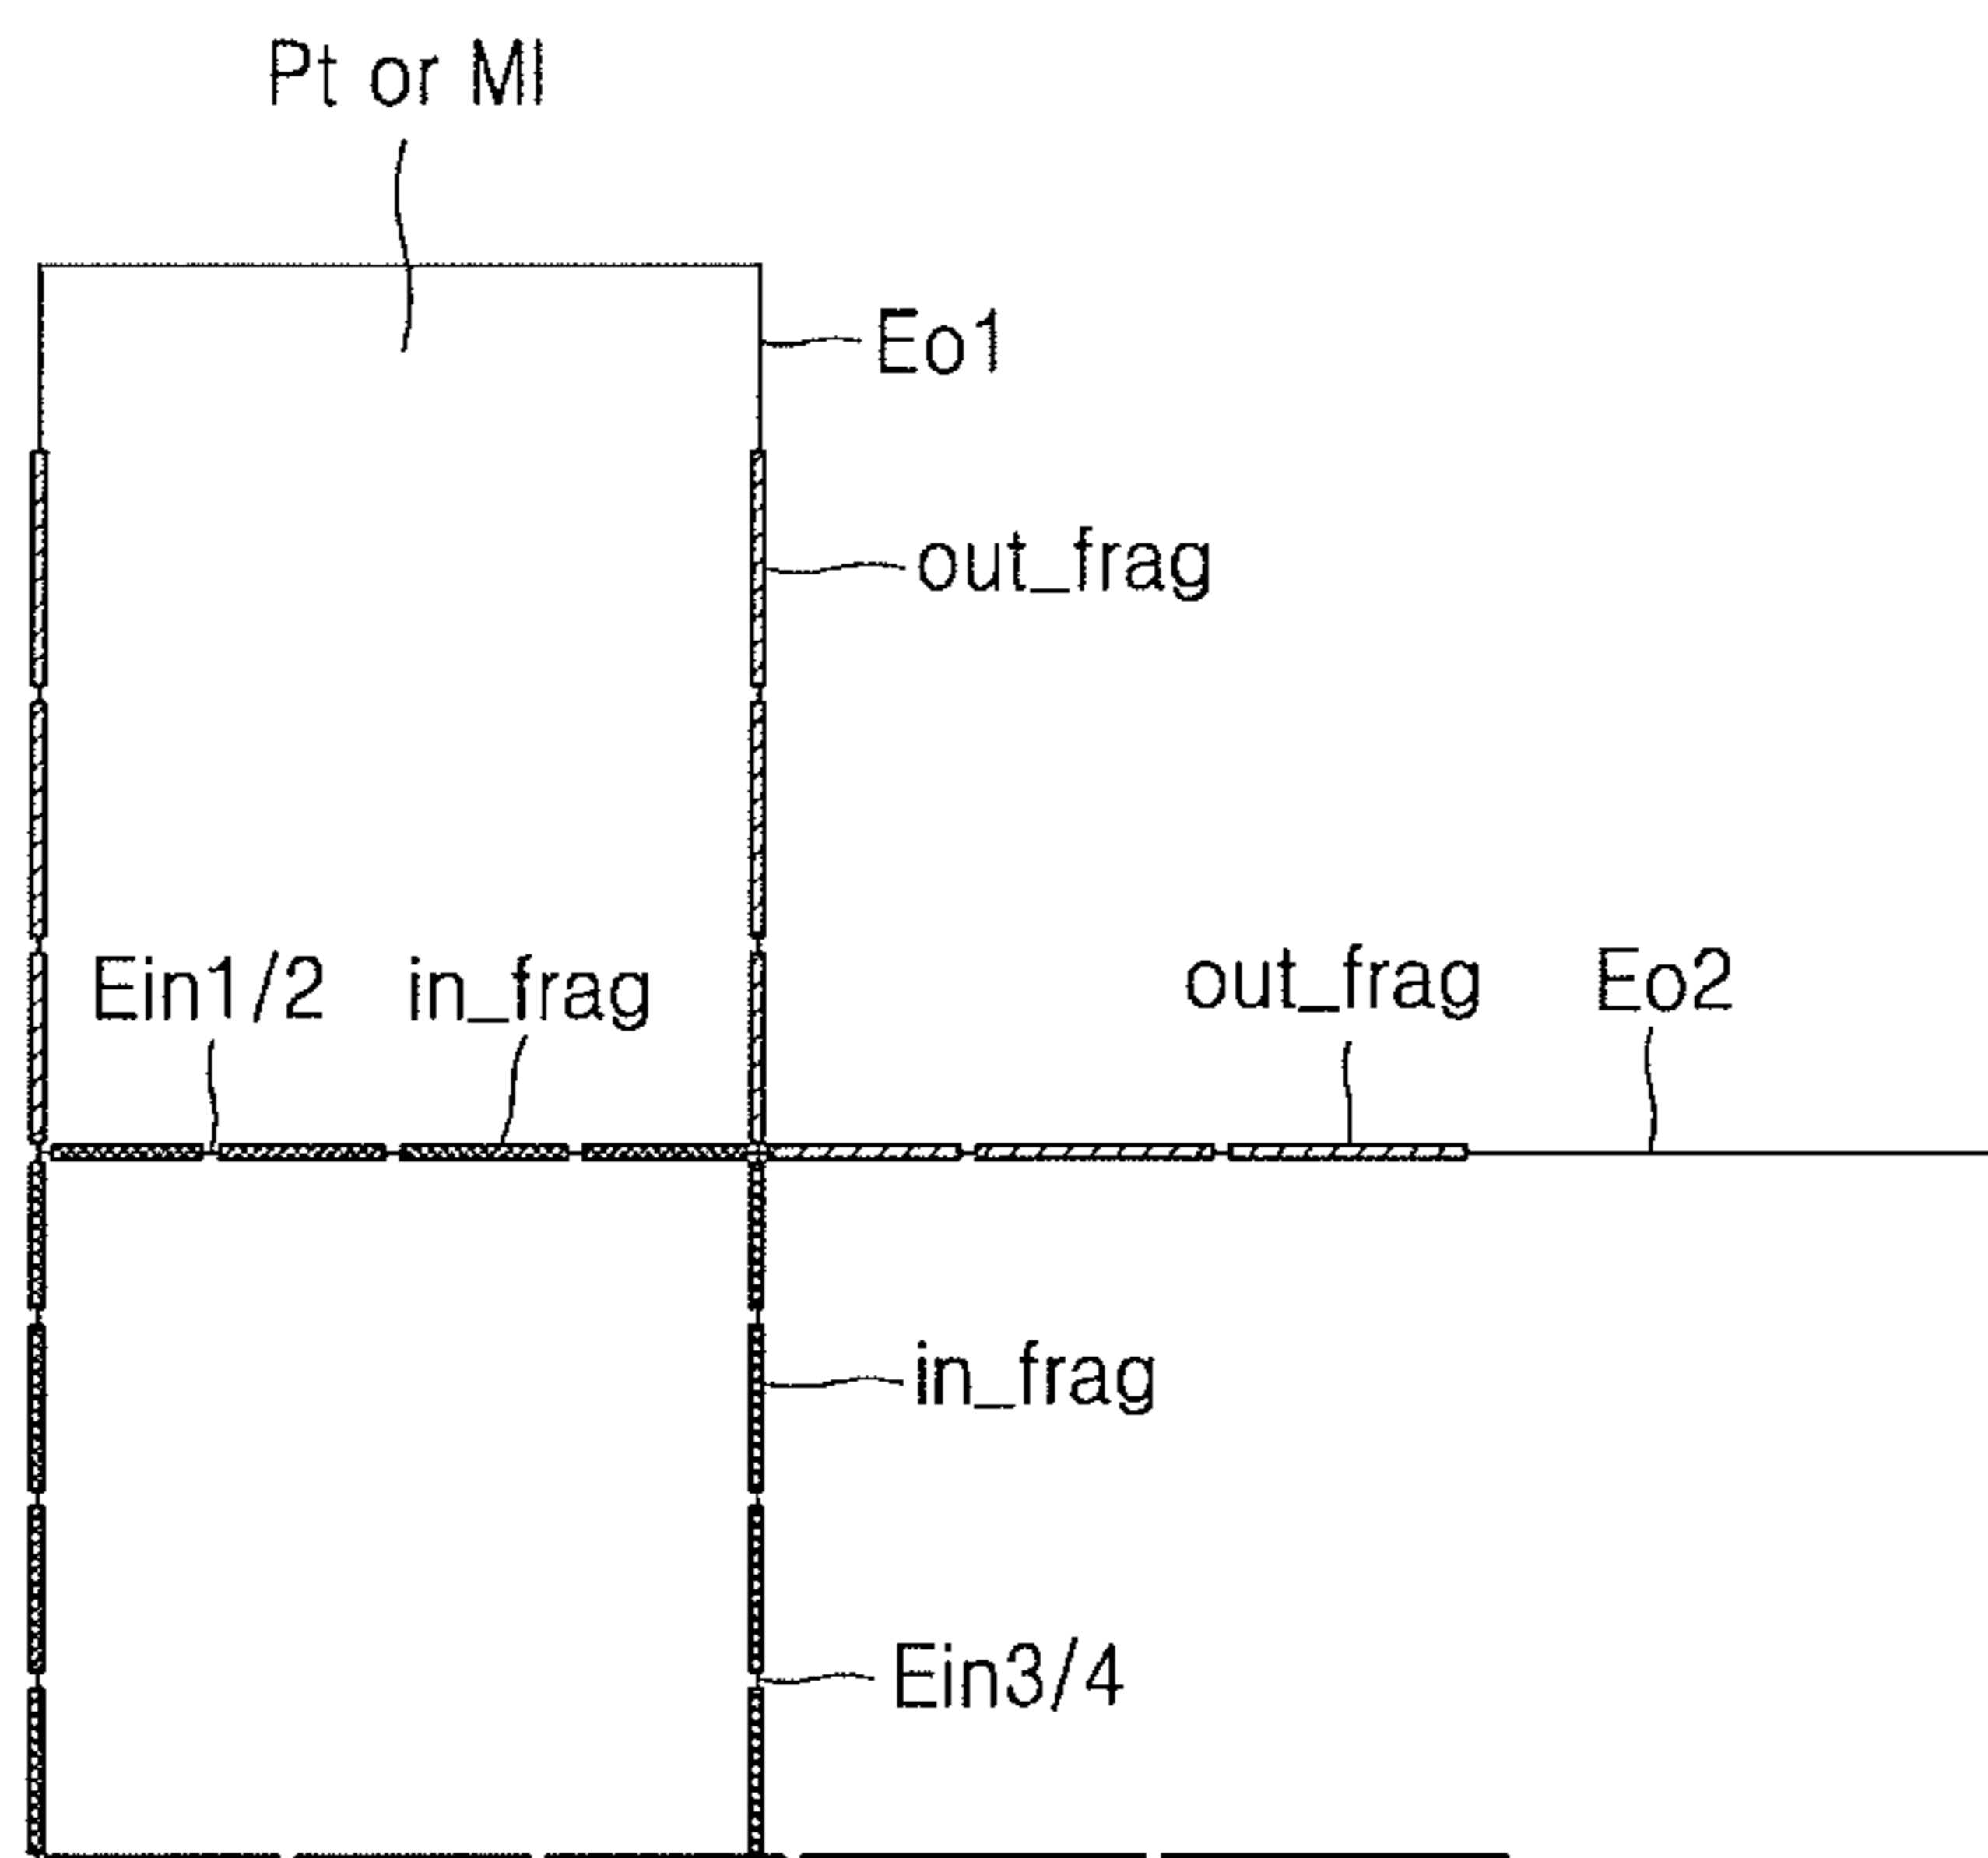 Pt or Ml
Eo1
out_frag
Ein1/2 in_frag out_frag Eo2
in_frag
Ein3/4